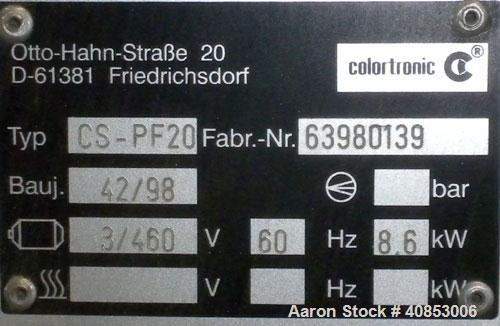 Otto-Hahn-Straße 20
D-61381 Friedrichsdorf
colortronic C ®
Typ CS-PF20 Fabr.-Nr. 63980139
Bauj. 42/98 bar
3/460 V 60 Hz 8,6 kW
V Hz kW
Aaron Stock # 40853006